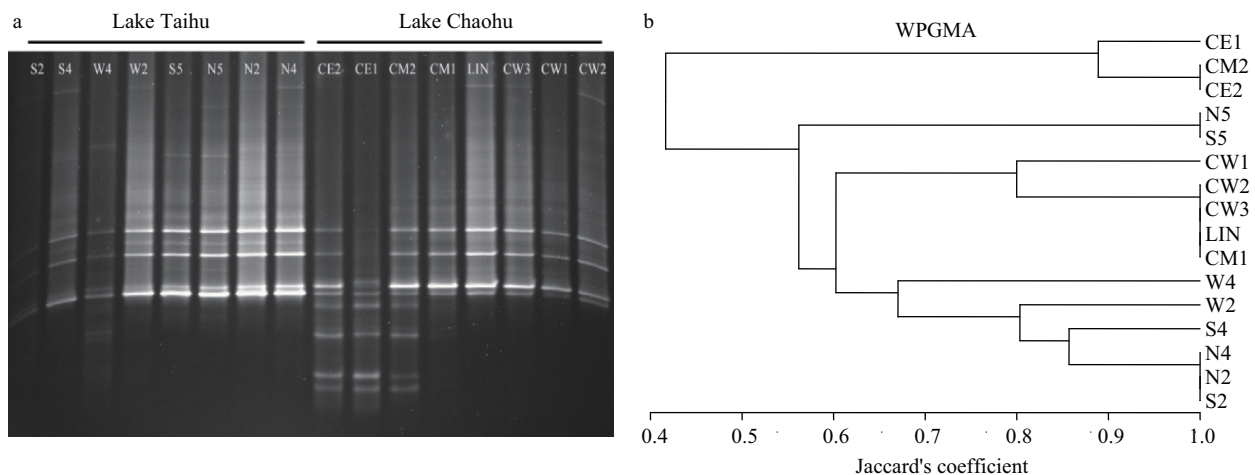 a
Lake Taihu
Lake Chaohu
S2 S4 W4 W2 S5 N5 N2 N4 CE2 CE1 CM2 CM1 LIN CW3 CW1 CW2
b
WPGMA
CE1
CM2
CE2
N5
S5
CW1
CW2
CW3
LIN
CM1
W4
W2
S4
N4
N2
S2
0.4 0.5 0.6 0.7 0.8 0.9 1.0
Jaccard's coefficient